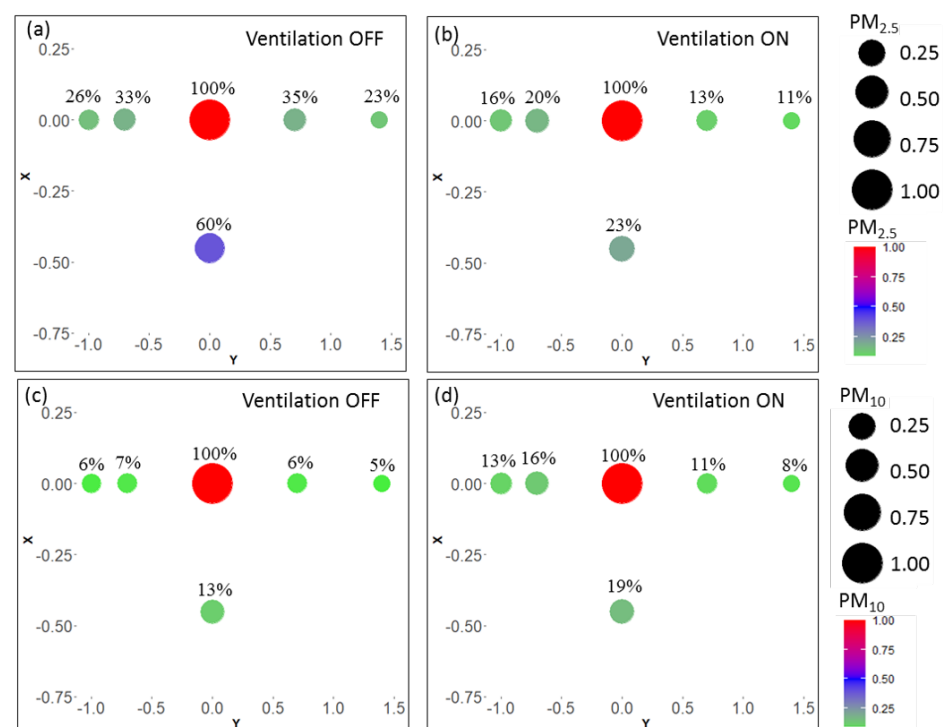 (a) Ventilation OFF
0.25-
26% 33% 100% 35% 23%
0.00-
X
-0.25-
60%
-0.50-
-0.75-
-1.0 -0.5 0.0 0.5 1.0 1.5
Y
(b) Ventilation ON
0.25-
16% 20% 100% 13% 11%
0.00-
X
-0.25-
23%
-0.50-
-0.75-
-1.0 -0.5 0.0 0.5 1.0 1.5
Y
PM2.5
0.25
0.50
0.75
1.00
PM2.5
1.00
0.75
0.50
0.25
(c) Ventilation OFF
0.25-
6% 7% 100% 6% 5%
0.00-
X
-0.25-
13%
-0.50-
-0.75-
-1.0 -0.5 0.0 0.5 1.0 1.5
Y
(d) Ventilation ON
0.25-
13% 16% 100% 11% 8%
0.00-
X
-0.25-
19%
-0.50-
-0.75-
-1.0 -0.5 0.0 0.5 1.0 1.5
Y
PM10
0.25
0.50
0.75
1.00
PM10
1.00
0.75
0.50
0.25